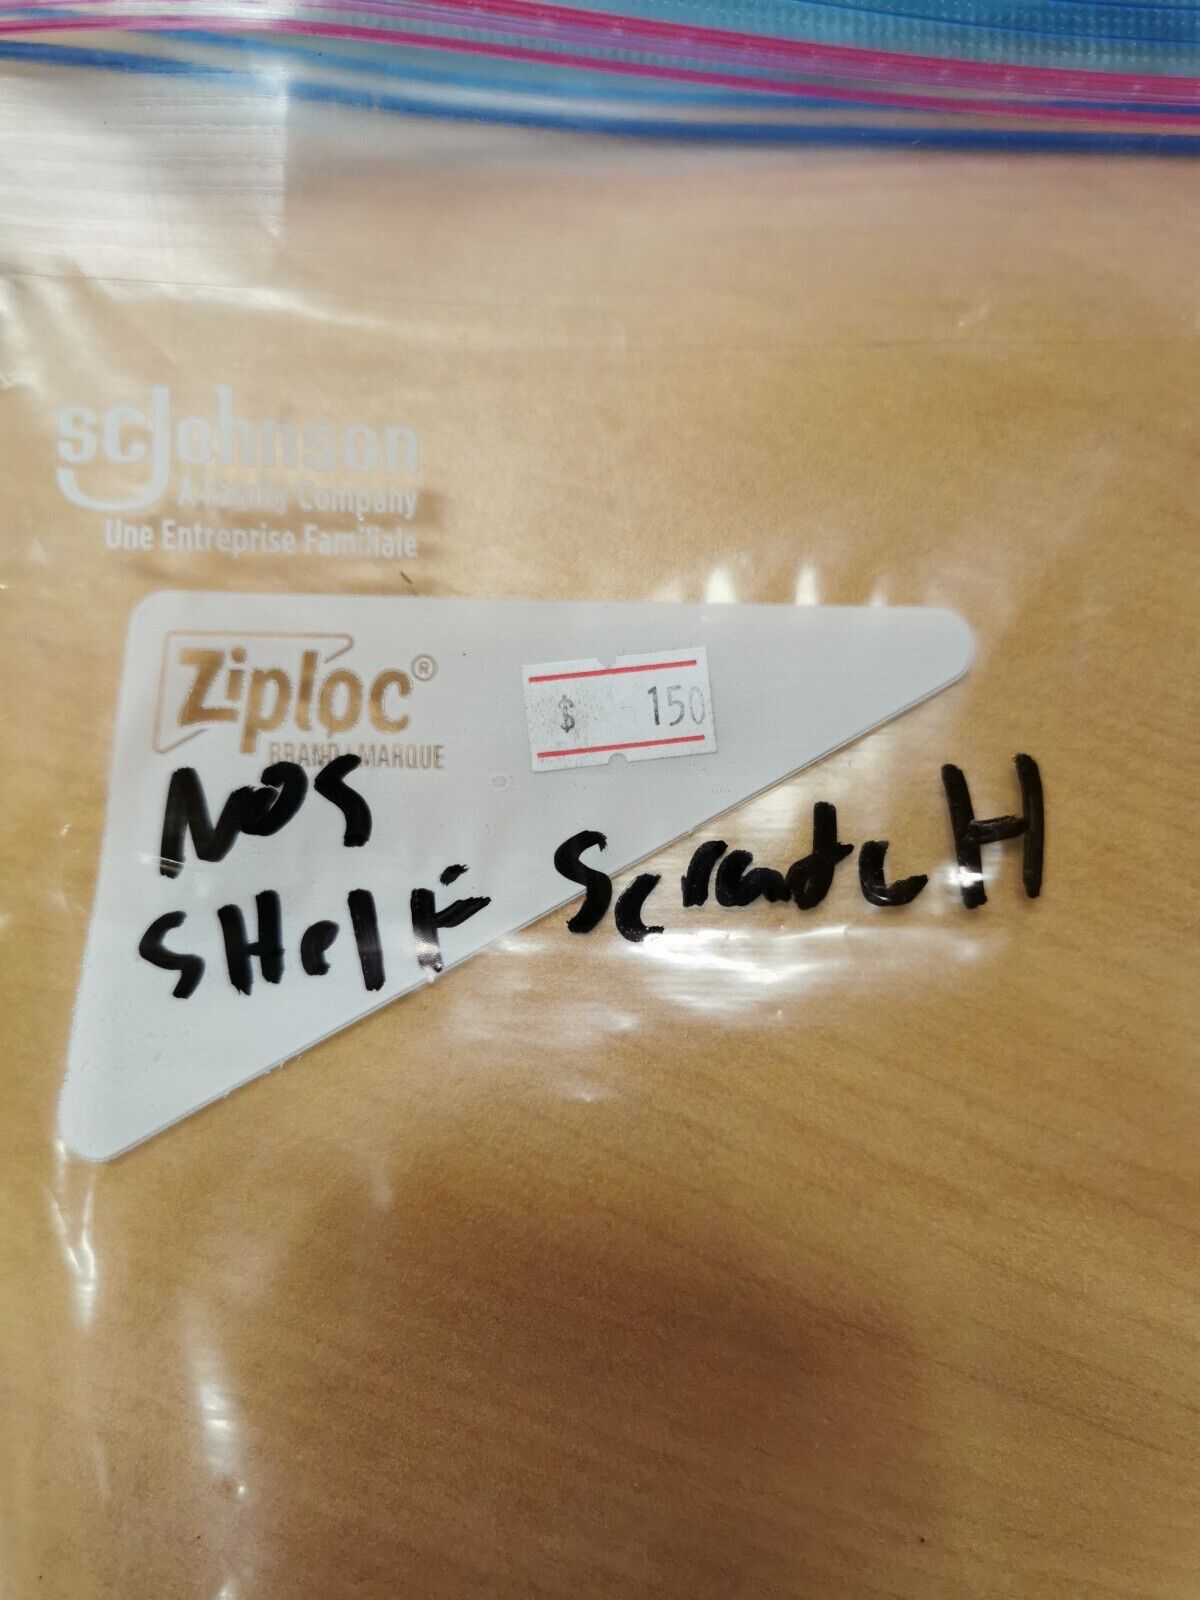 scjohnson
A Family Company
Une Entreprise Familiale
Ziploc®
BRAND | MARQUE
$ 150
NOS
SHelF ScratcH